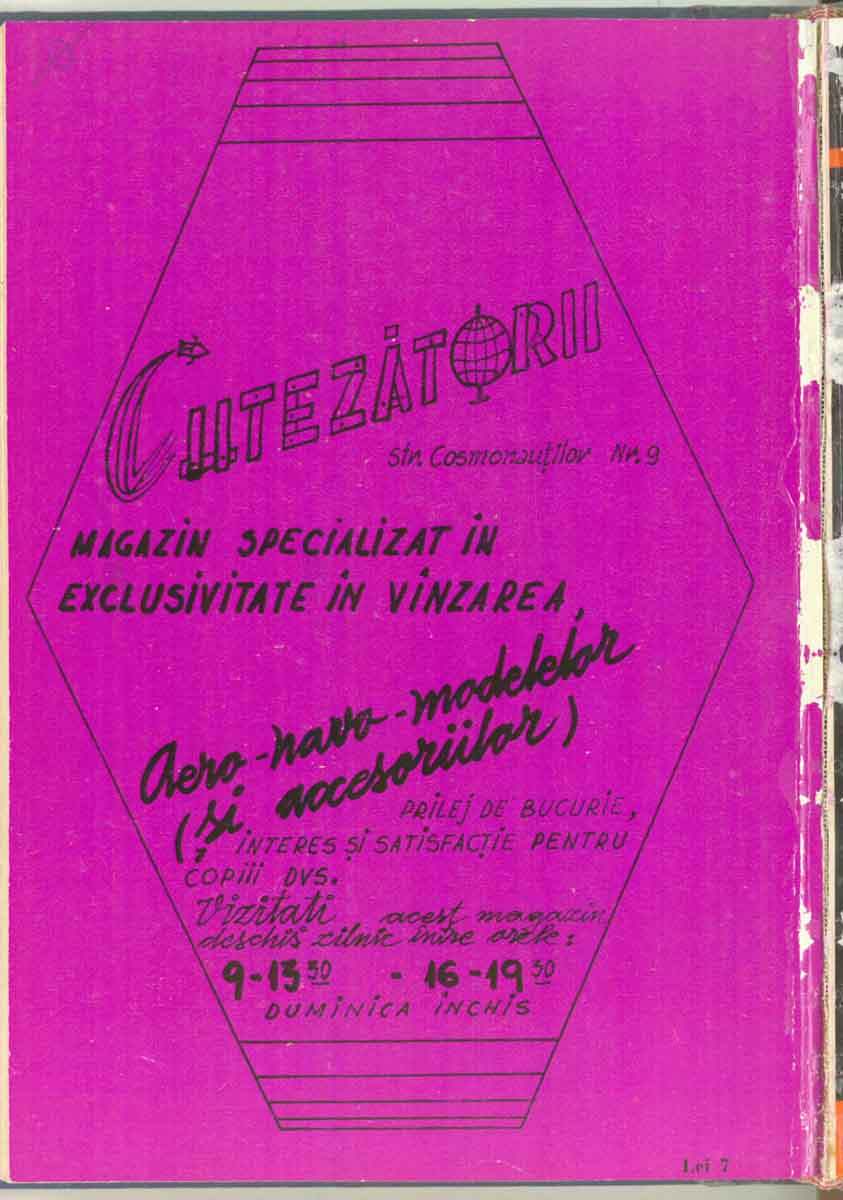 CUTEZĂTORII
Str. Cosmonauților Nr. 9
MAGAZIN SPECIALIZAT ÎN
EXCLUSIVITATE ÎN VÎNZAREA,
Aero-navo-modelelor
(și accesoriilor)
PRILEJ DE BUCURIE,
INTERES ȘI SATISFACȚIE PENTRU
COPIII DVS.
Vizitati acest magazin
deschis zilnic între orele:
9-13 30 - 16-19 30
DUMINICA INCHIS
Lei 7